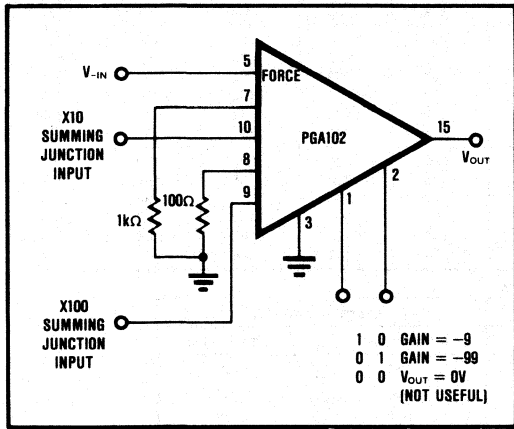 V-IN
5
FORCE
7
X10
SUMMING
JUNCTION
INPUT
10
PGA102
15
VOUT
8
2
100Ω
9
1
1kΩ
3
X100
SUMMING
JUNCTION
INPUT
1 0 GAIN = −9
0 1 GAIN = −99
0 0 VOUT = 0V
(NOT USEFUL)